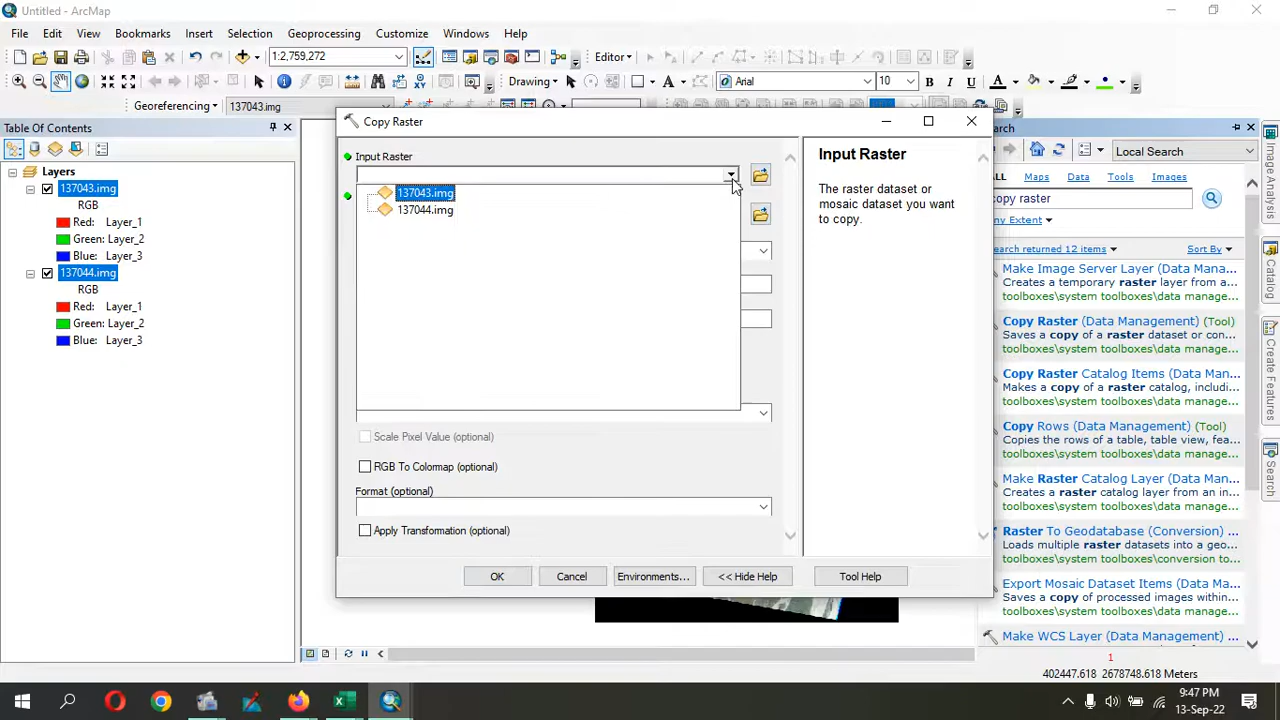 Untitled - ArcMap
File Edit View Bookmarks Insert Selection Geoprocessing Customize Windows Help
1:2,759,272 Editor
Drawing Arial 10 B I U A
Georeferencing 137043.img
Table Of Contents
Layers
137043.img
RGB
Red: Layer_1
Green: Layer_2
Blue: Layer_3
137044.img
RGB
Red: Layer_1
Green: Layer_2
Blue: Layer_3
Copy Raster
Input Raster
137043.img
137044.img
Scale Pixel Value (optional)
RGB To Colormap (optional)
Format (optional)
Apply Transformation (optional)
OK Cancel Environments... << Hide Help Tool Help
Input Raster
The raster dataset or
mosaic dataset you want
to copy.
earch
Local Search
ALL Maps Data Tools Images
copy raster
ny Extent
earch returned 12 items Sort By
Make Image Server Layer (Data Mana...
Creates a temporary raster layer from a...
toolboxes\system toolboxes\data manage...
Copy Raster (Data Management) (Tool)
Saves a copy of a raster dataset or con...
toolboxes\system toolboxes\data manage...
Copy Raster Catalog Items (Data Man...
Makes a copy of a raster catalog, includi...
toolboxes\system toolboxes\data manage...
Copy Rows (Data Management) (Tool)
Copies the rows of a table, table view, fea...
toolboxes\system toolboxes\data manage...
Make Raster Catalog Layer (Data Man...
Creates a raster catalog layer from an in...
toolboxes\system toolboxes\data manage...
Raster To Geodatabase (Conversion) ...
Loads multiple raster datasets into a geo...
toolboxes\system toolboxes\conversion to...
Export Mosaic Dataset Items (Data M...
Saves a copy of processed images within...
toolboxes\system toolboxes\data manage...
Make WCS Layer (Data Management) ...
1
Image Analysis
Catalog
Create Features
Search
402447.618 2678748.618 Meters
9:47 PM
13-Sep-22